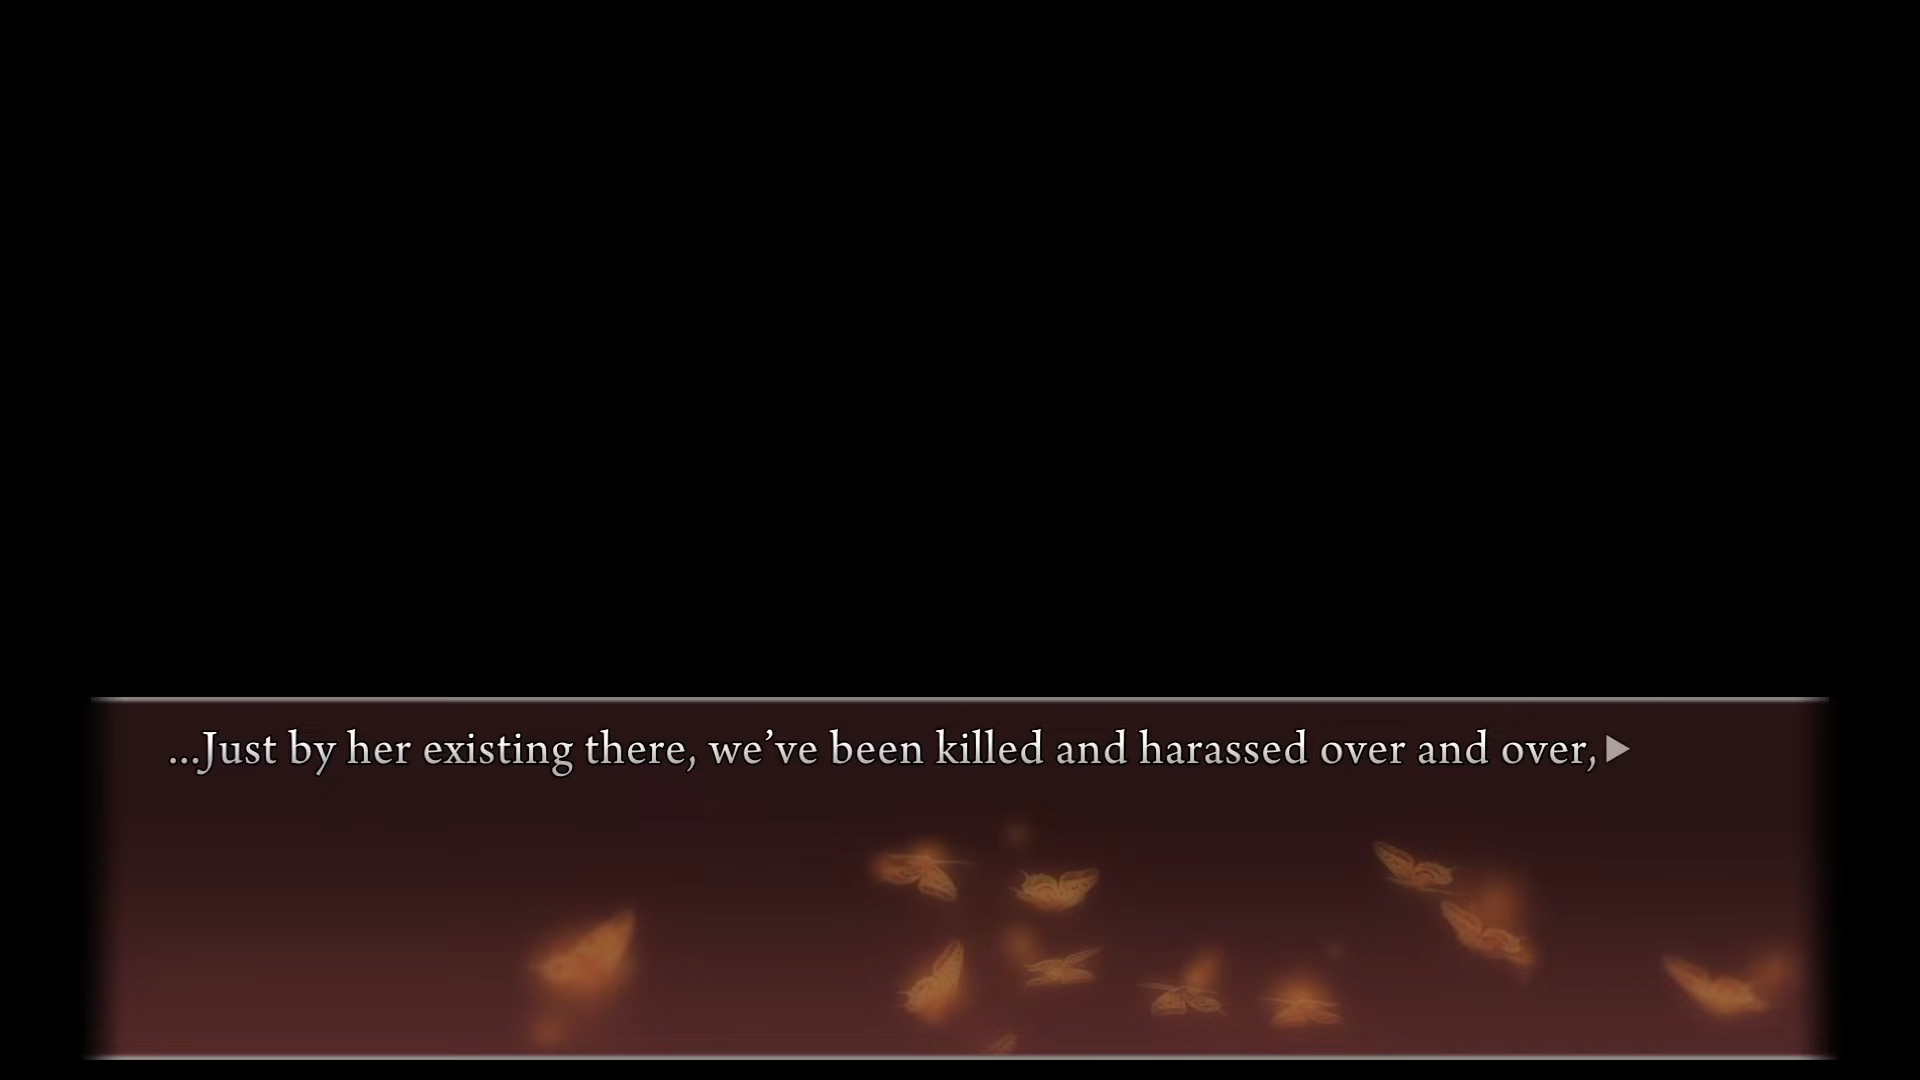 ...Just by her existing there, we’ve been killed and harassed over and over,